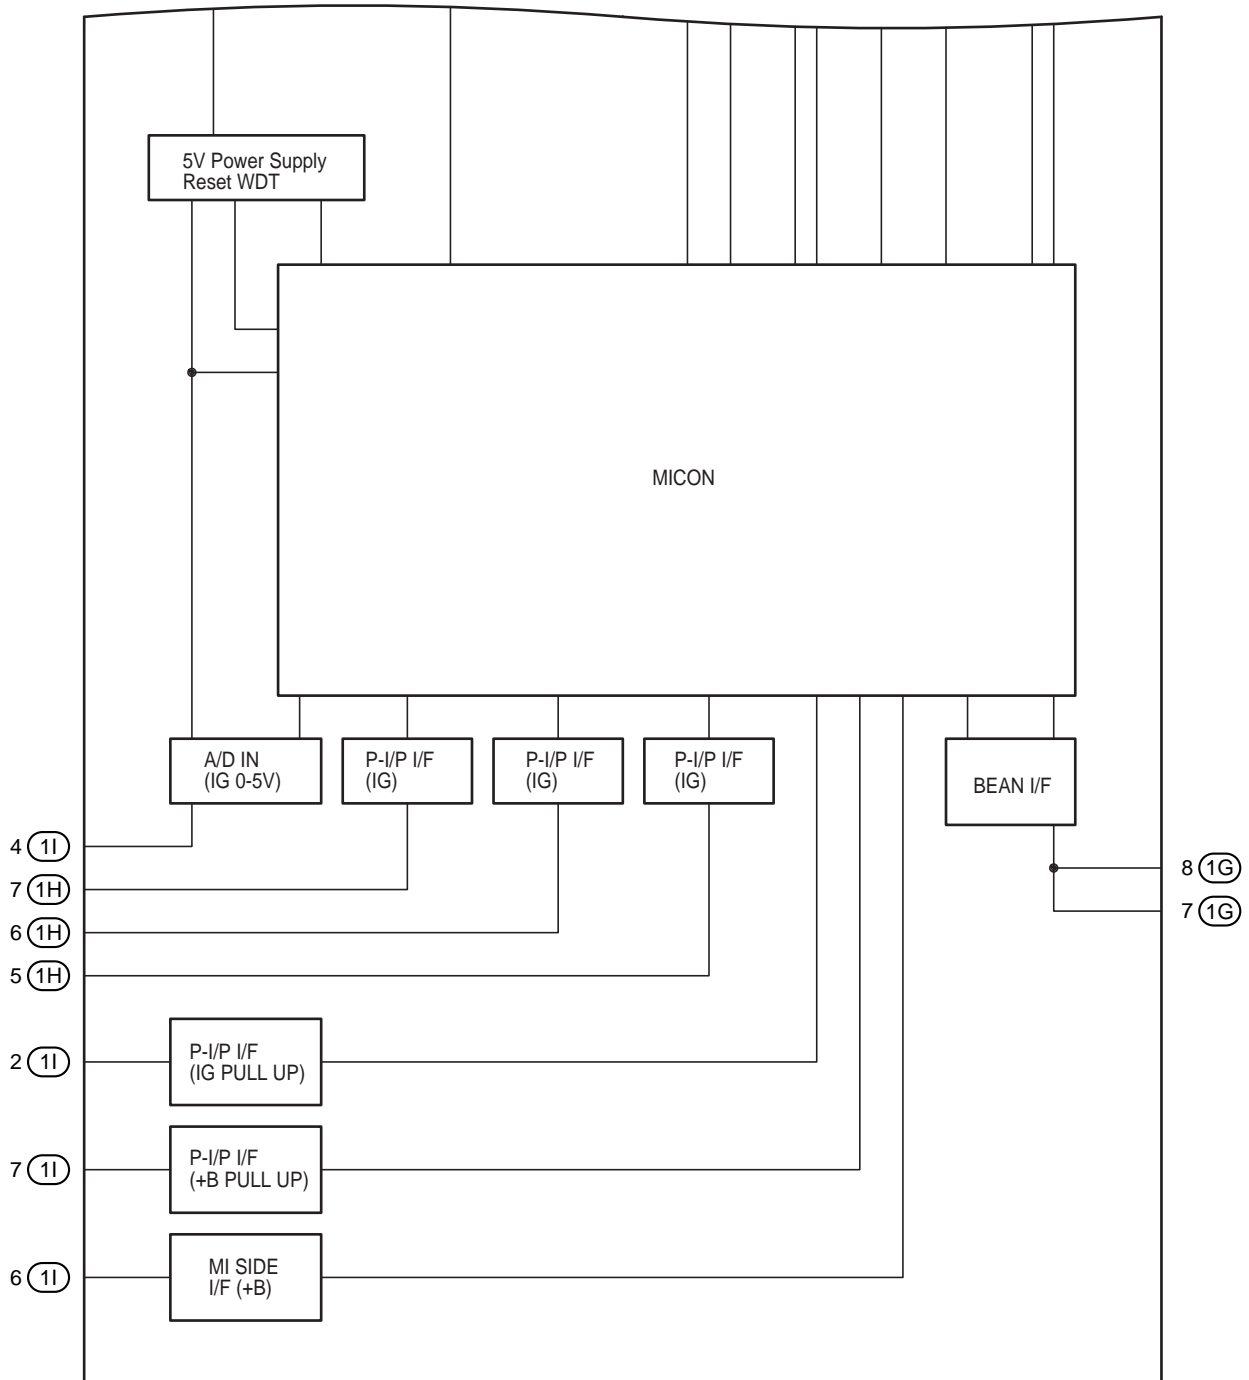 5V Power Supply
Reset WDT
MICON
A/D IN
(IG 0-5V)
P-I/P I/F
(IG)
P-I/P I/F
(IG)
P-I/P I/F
(IG)
BEAN I/F
4 1I
7 1H
6 1H
5 1H
8 1G
7 1G
2 1I
P-I/P I/F
(IG PULL UP)
7 1I
P-I/P I/F
(+B PULL UP)
6 1I
MI SIDE
I/F (+B)